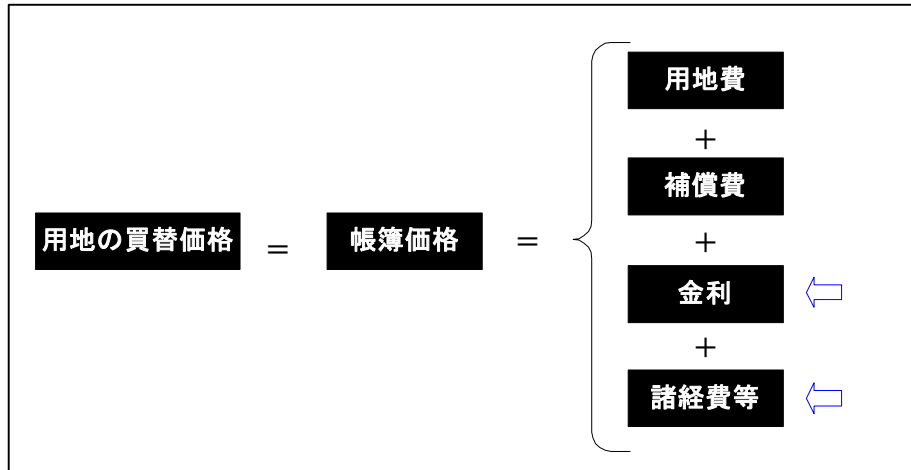 用地の買替価格
=
帳簿価格
=
用地費
+
補償費
+
金利
+
諸経費等